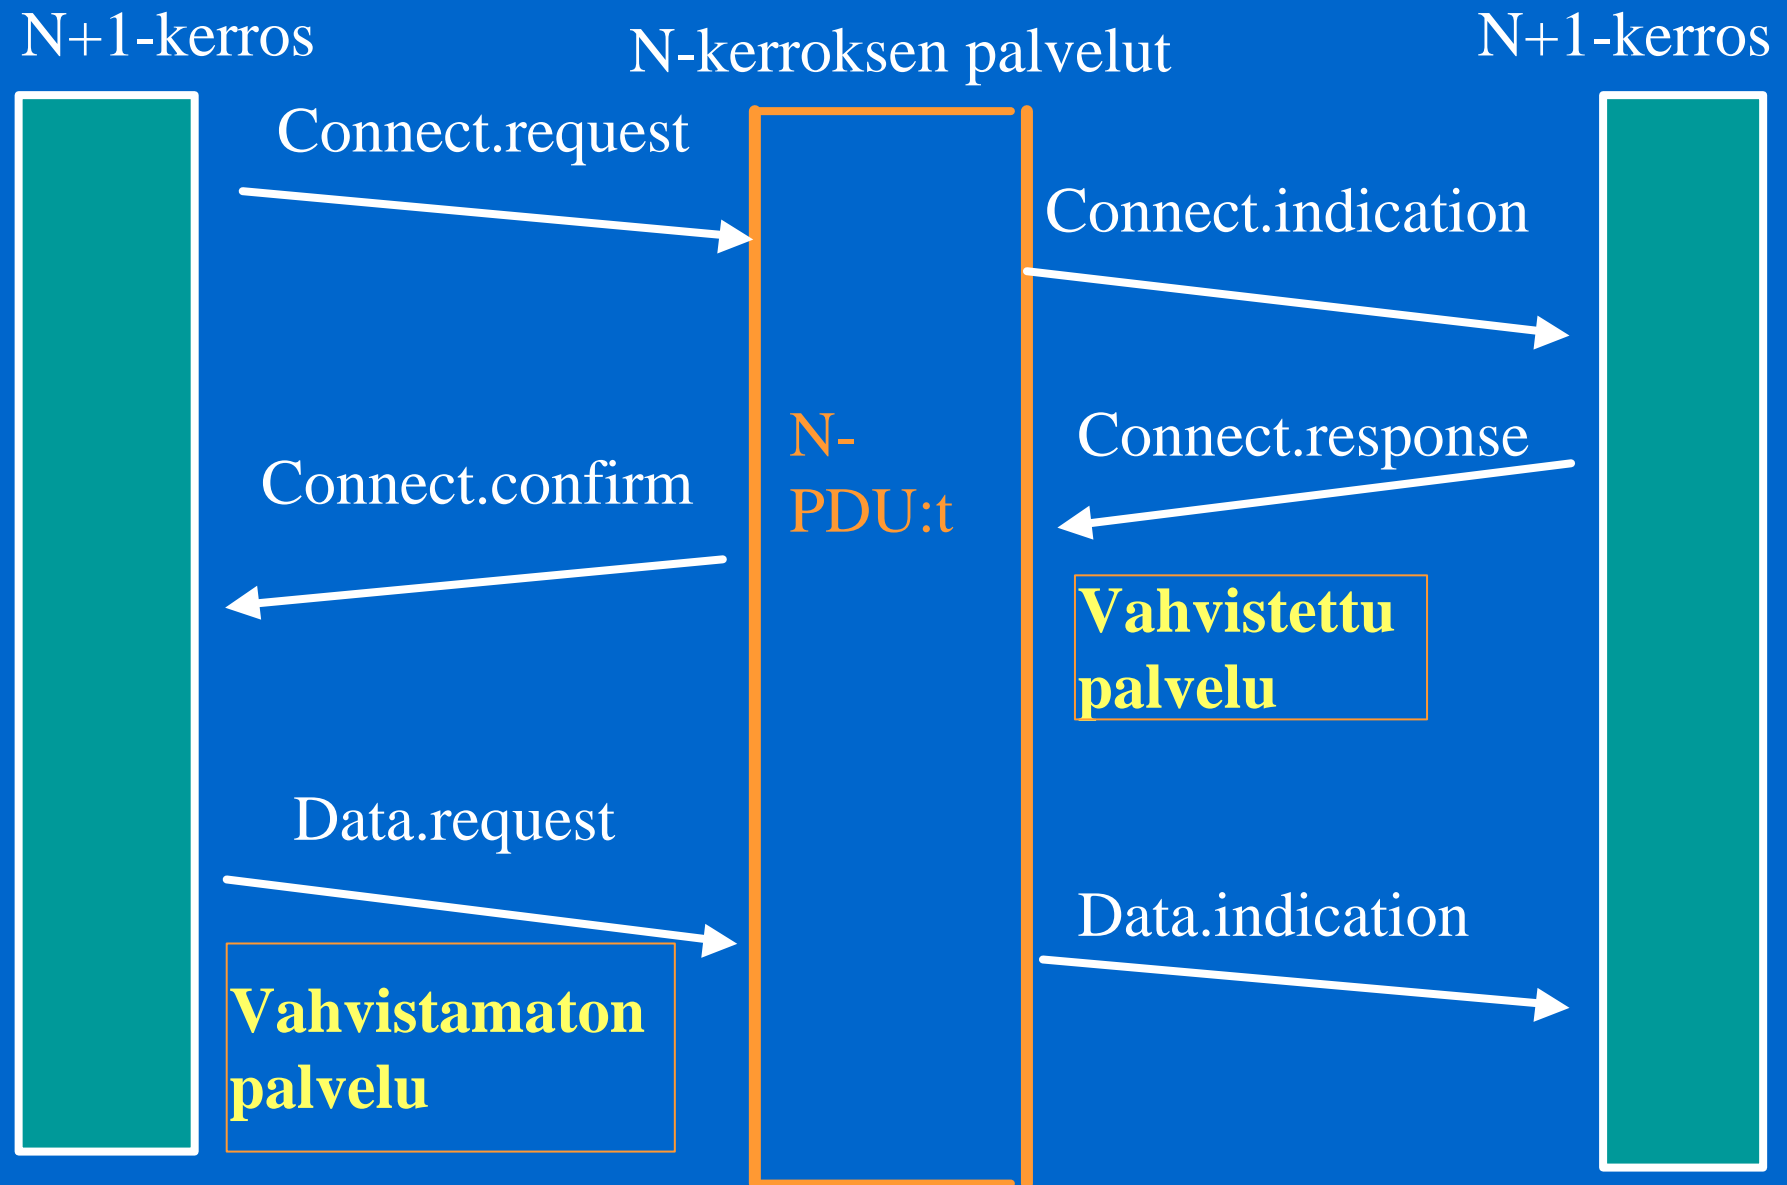 N+1-kerros
N-kerroksen palvelut
N+1-kerros
Connect.request
Connect.indication
N-
PDU:t
Connect.response
Connect.confirm
Vahvistettu
palvelu
Data.request
Data.indication
Vahvistamaton
palvelu